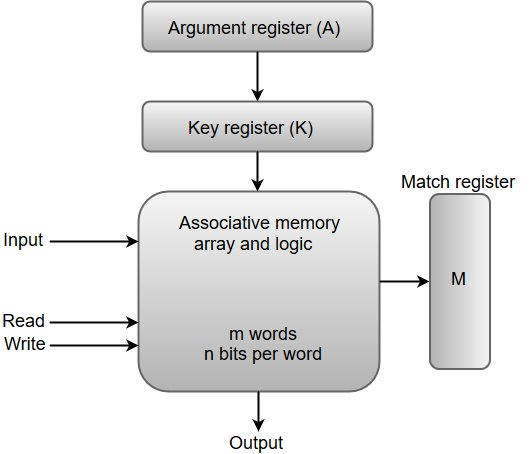 Argument register (A)
Key register (K)
Match register
Associative memory
array and logic
Input
M
Read
Write
m words
n bits per word
Output